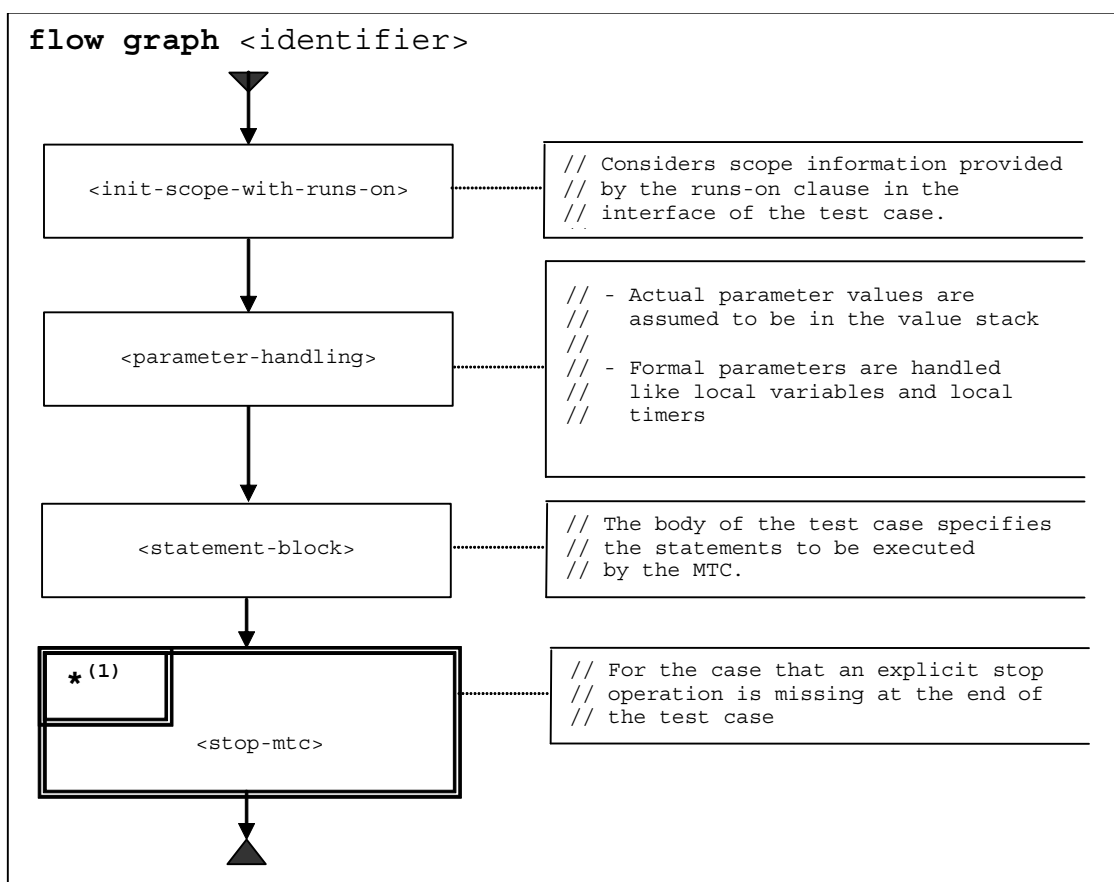 flow graph <identifier>
<init-scope-with-runs-on>
// Considers scope information provided
// by the runs-on clause in the
// interface of the test case.
<parameter-handling>
// - Actual parameter values are
//   assumed to be in the value stack
//
// - Formal parameters are handled
//   like local variables and local
//   timers
<statement-block>
// The body of the test case specifies
// the statements to be executed
// by the MTC.
*(1)
<stop-mtc>
// For the case that an explicit stop
// operation is missing at the end of
// the test case